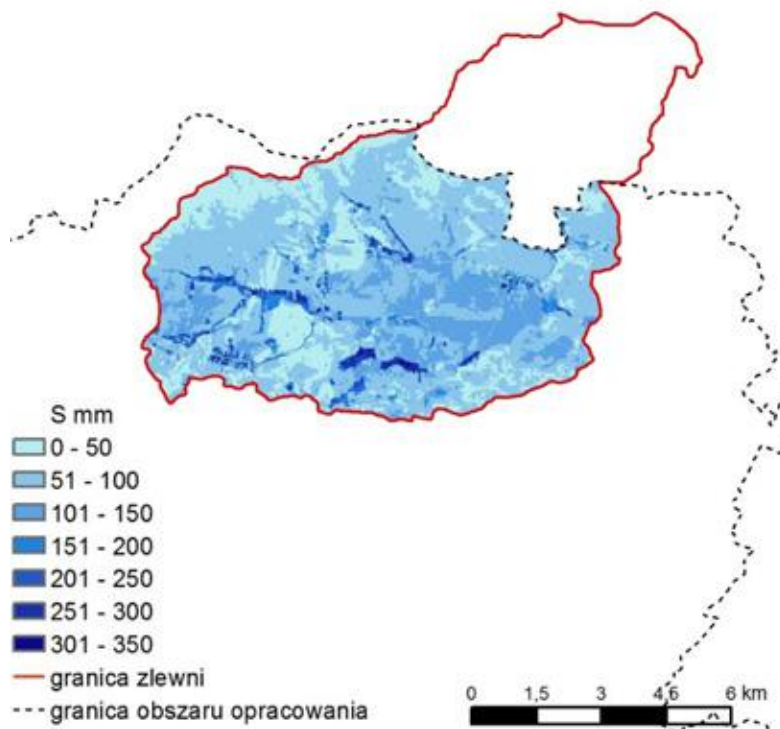 S mm
0 - 50
51 - 100
101 - 150
151 - 200
201 - 250
251 - 300
301 - 350
granica zlewni
granica obszaru opracowania
0 1,5 3 4,5 6 km